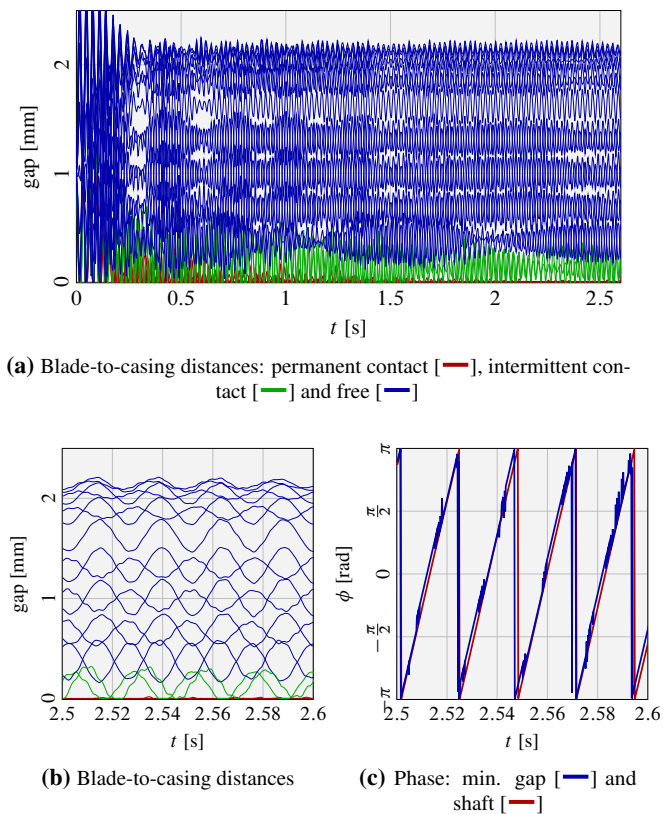 2
1
0
gap [mm]
0 0.5 1 1.5 2 2.5
t [s]
(a) Blade-to-casing distances: permanent contact [ ], intermittent con-
tact [ ] and free [ ]
2
1
0
gap [mm]
2.5 2.52 2.54 2.56 2.58 2.6
t [s]
(b) Blade-to-casing distances
π
π/2
0
−π/2
−π
ϕ [rad]
2.5 2.52 2.54 2.56 2.58 2.6
t [s]
(c) Phase: min. gap [ ] and
shaft [ ]